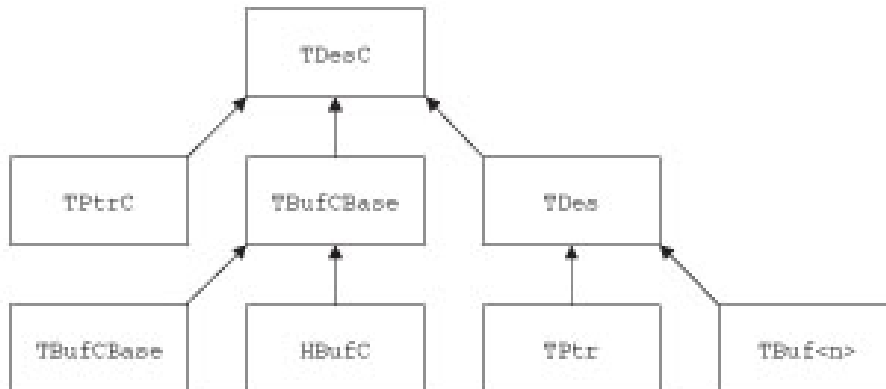 TDesC
TPtrC
TBufCBase
TDes
TBufCBase
HBufC
TPtr
TBuf<n>